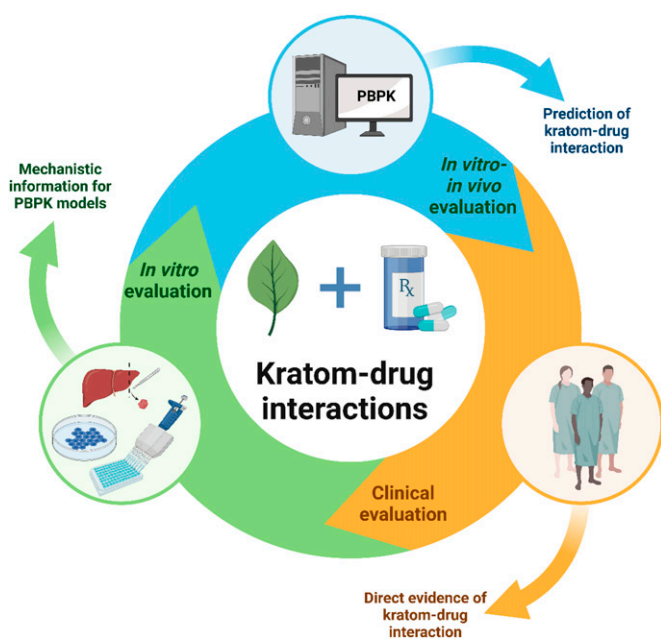 PBPK
Prediction of
kratom-drug
interaction
Mechanistic
information for
PBPK models
In vitro-
in vivo
evaluation
In vitro
evaluation
Rx
Kratom-drug
interactions
Clinical
evaluation
Direct evidence of
kratom-drug
interaction